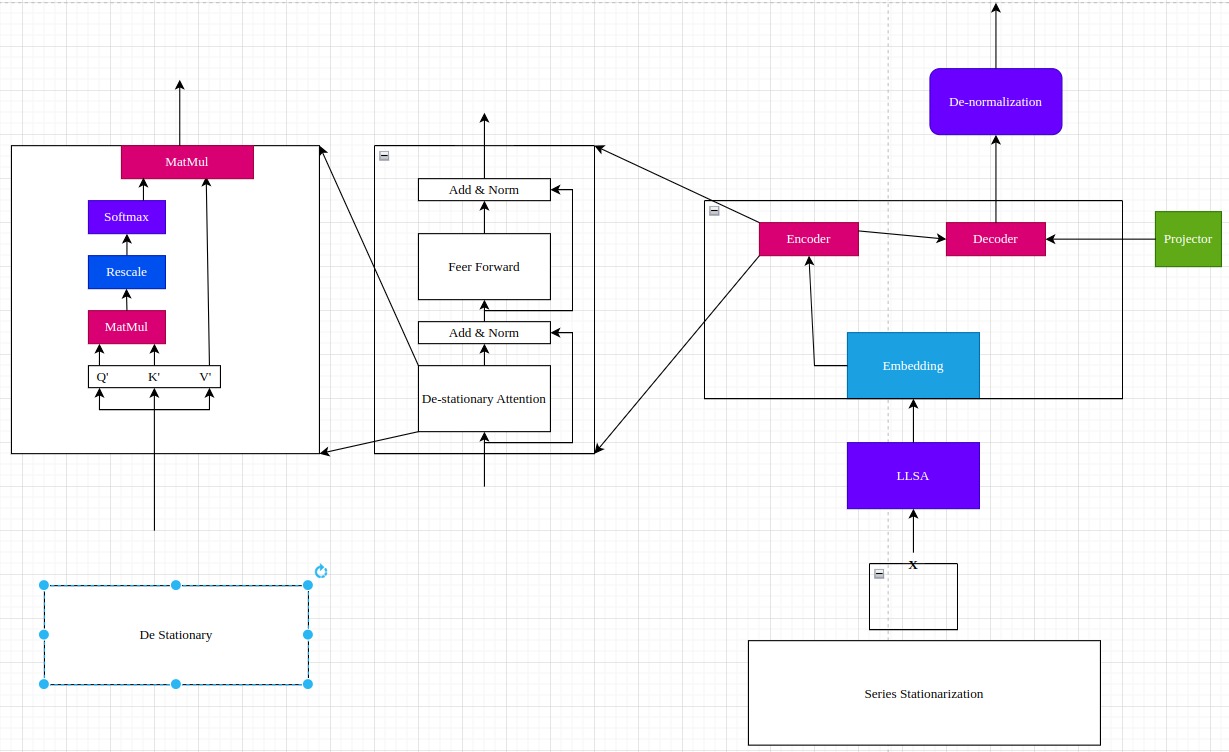 MatMul
Softmax
Rescale
MatMul
Q' K' V'
De Stationary
Add & Norm
Feer Forward
Add & Norm
De-stationary Attention
De-normalization
Encoder
Decoder
Projector
Embedding
LLSA
X
Series Stationarization